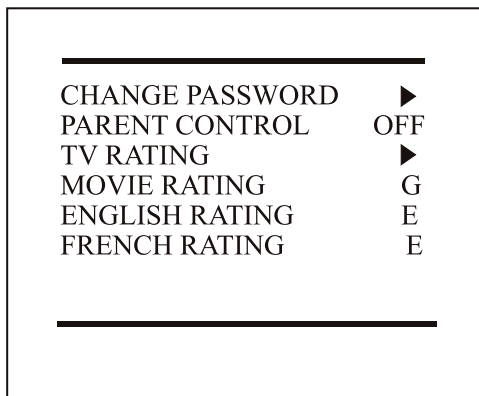 CHANGE PASSWORD ▶
PARENT CONTROL OFF
TV RATING ▶
MOVIE RATING G
ENGLISH RATING E
FRENCH RATING E